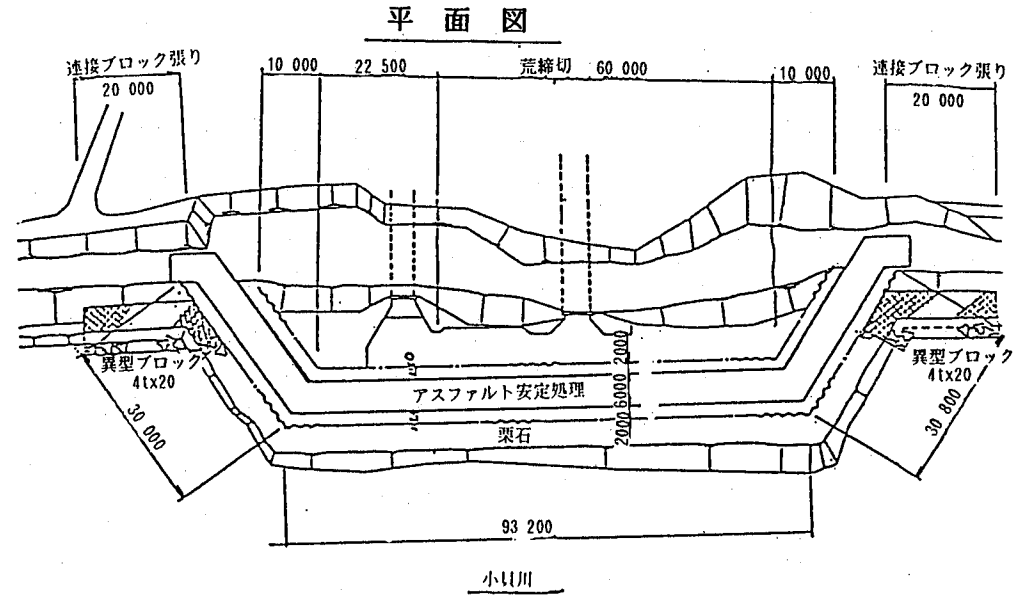 平面図
連接ブロック張り
20 000
10 000
22 500
荒締切
60 000
10 000
連接ブロック張り
20 000
異型ブロック
4tx20
30 000
アスファルト安定処理
栗石
2000
6000
2000
異型ブロック
4tx20
30 800
93 200
小貝川